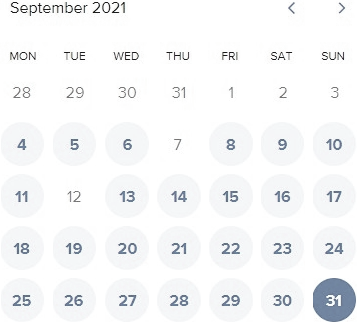 September 2021
MON TUE WED THU FRI SAT SUN
28 29 30 31 1 2 3
4 5 6 7 8 9 10
11 12 13 14 15 16 17
18 19 20 21 22 23 24
25 26 27 28 29 30 31